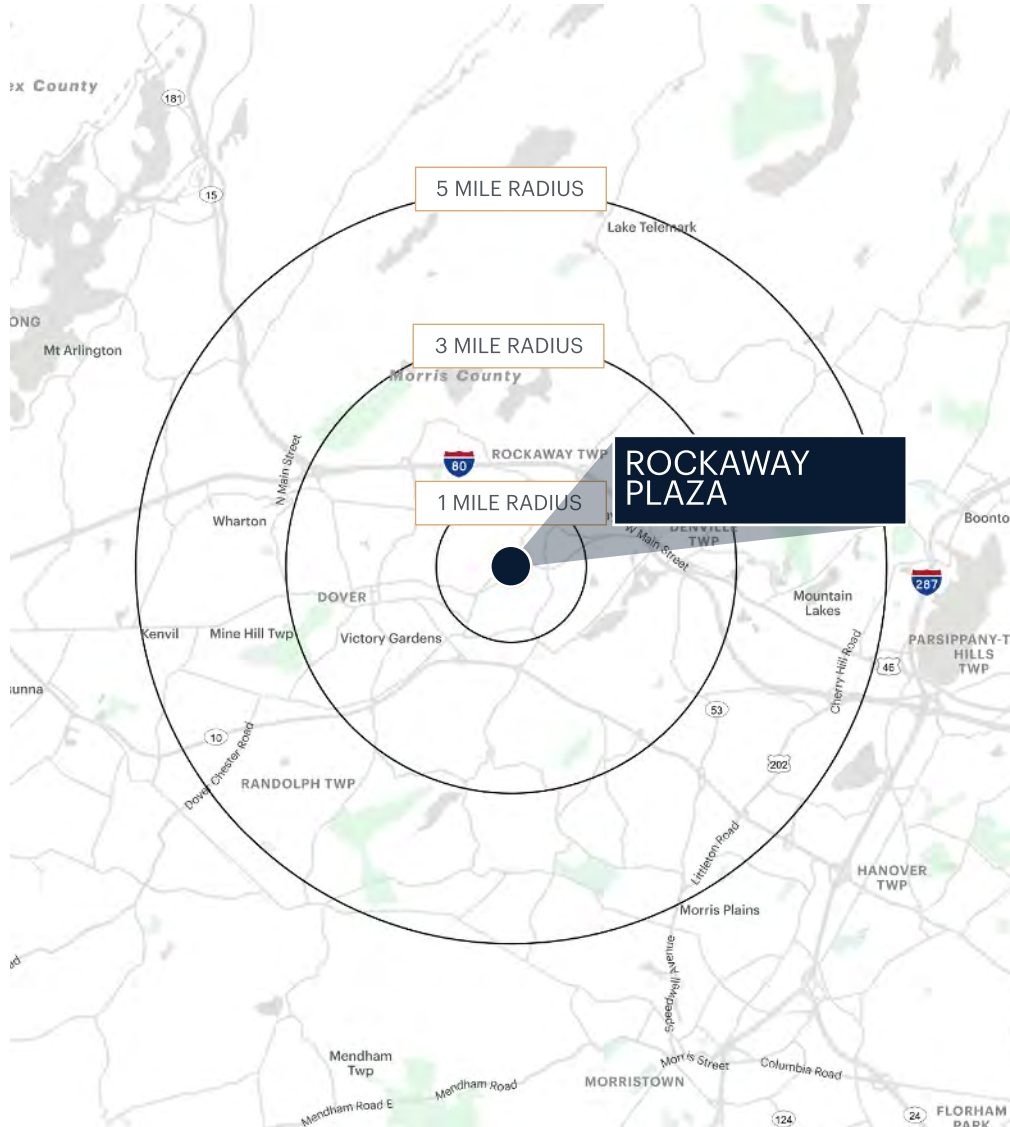 ex County
181
15
5 MILE RADIUS
Lake Telemark
ONG
Mt Arlington
3 MILE RADIUS
Morris County
N Main Street
80
ROCKAWAY TWP
ROCKAWAY
PLAZA
1 MILE RADIUS
Wharton
W Main Street
DENVILLE
TWP
Boonto
287
DOVER
Mountain
Lakes
Kenvil
Mine Hill Twp
Victory Gardens
PARSIPPANY-T
HILLS
TWP
Cherry Hill Road
46
sunna
53
10
Dover Chester Road
202
RANDOLPH TWP
Littleton Road
HANOVER
TWP
Morris Plains
Speedwell Avenue
Mendham
Twp
Morris Street
Columbia Road
MORRISTOWN
Mendham Road
Mendham Road E
124
24
FLORHAM
PARK